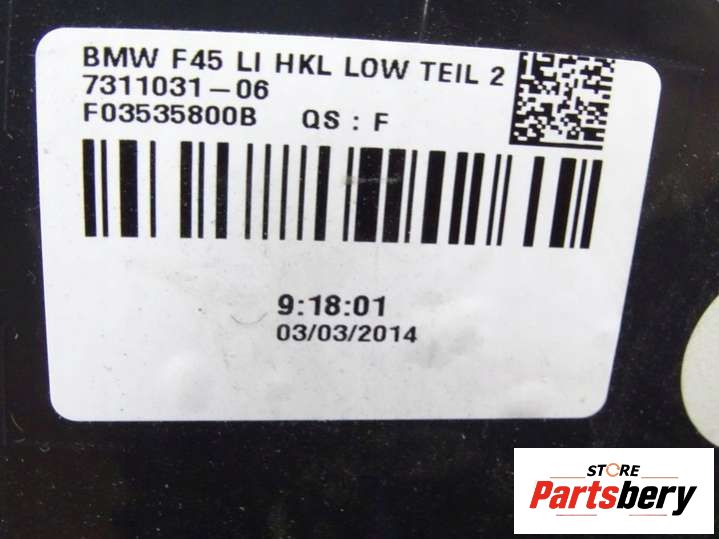 BMW F45 LI HKL LOW TEIL 2
7311031-06
F03535800B QS : F
9:18:01
03/03/2014
STORE
Partsbery